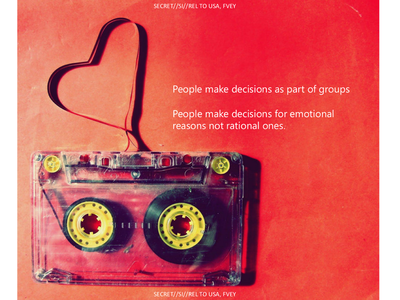 SECRET//SI//REL TO USA, FVEY
People make decisions as part of groups
People make decisions for emotional
reasons not rational ones.
SECRET//SI//REL TO USA, FVEY